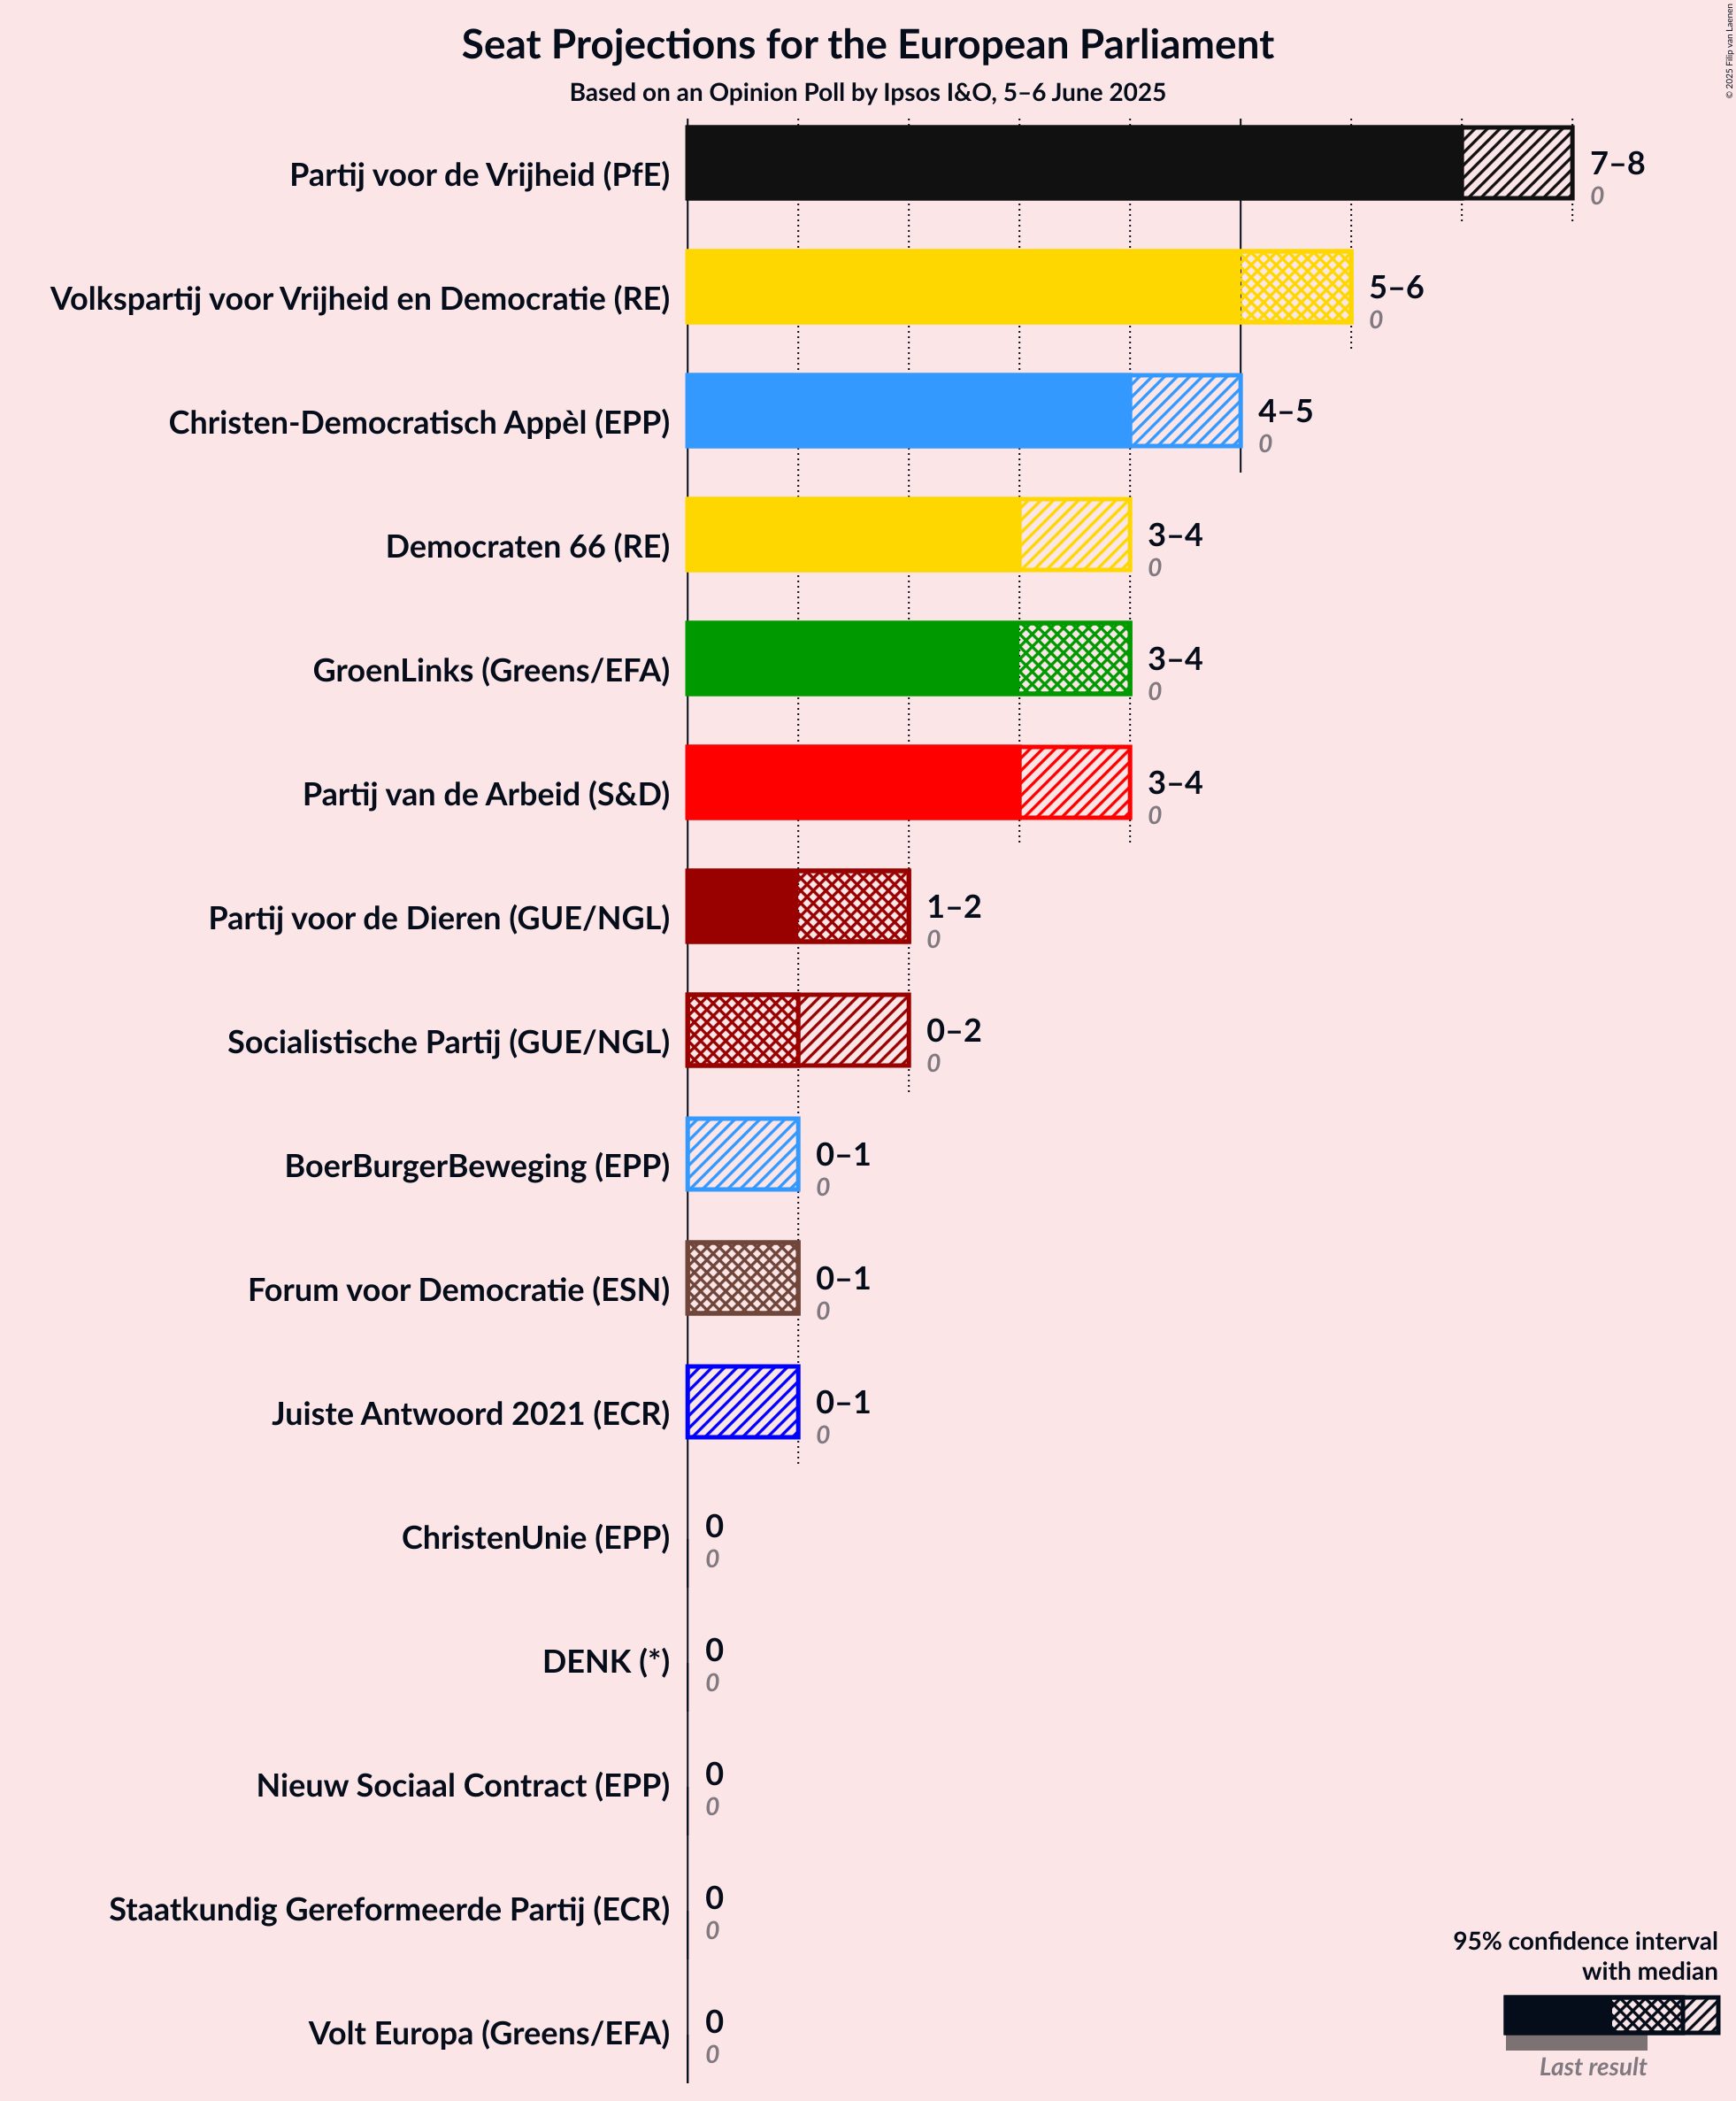 Seat Projections for the European Parliament
Based on an Opinion Poll by Ipsos I&O, 5–6 June 2025
© 2025 Filip van Laenen
Partij voor de Vrijheid (PfE)
7–8
0
Volkspartij voor Vrijheid en Democratie (RE)
5–6
0
Christen-Democratisch Appèl (EPP)
4–5
0
Democraten 66 (RE)
3–4
0
GroenLinks (Greens/EFA)
3–4
0
Partij van de Arbeid (S&D)
3–4
0
Partij voor de Dieren (GUE/NGL)
1–2
0
Socialistische Partij (GUE/NGL)
0–2
0
BoerBurgerBeweging (EPP)
0–1
0
Forum voor Democratie (ESN)
0–1
0
Juiste Antwoord 2021 (ECR)
0–1
0
ChristenUnie (EPP)
0
0
DENK (*)
0
0
Nieuw Sociaal Contract (EPP)
0
0
Staatkundig Gereformeerde Partij (ECR)
0
0
Volt Europa (Greens/EFA)
0
0
95% confidence interval
with median
Last result